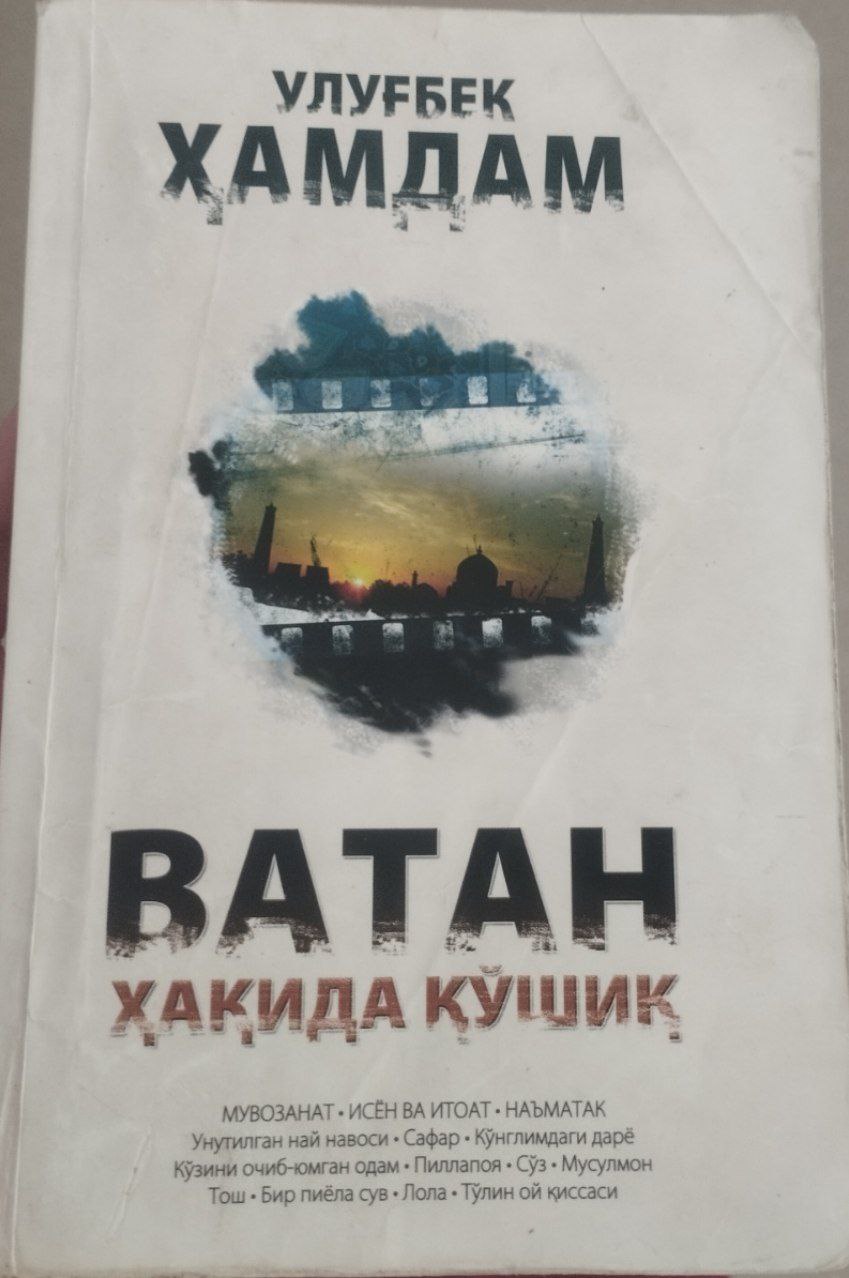 УЛУҒБЕК
ҲАМДАМ
ВАТАН
ҲАҚИДА ҚЎШИҚ
МУВОЗАНАТ • ИСЁН ВА ИТОАТ • НАЪМАТАК
Унутилган най навоси • Сафар • Кўнглимдаги дарё
Кўзини очиб-юмган одам • Пиллапоя • Сўз • Мусулмон
Тош • Бир пиёла сув • Лола • Тўлин ой қиссаси